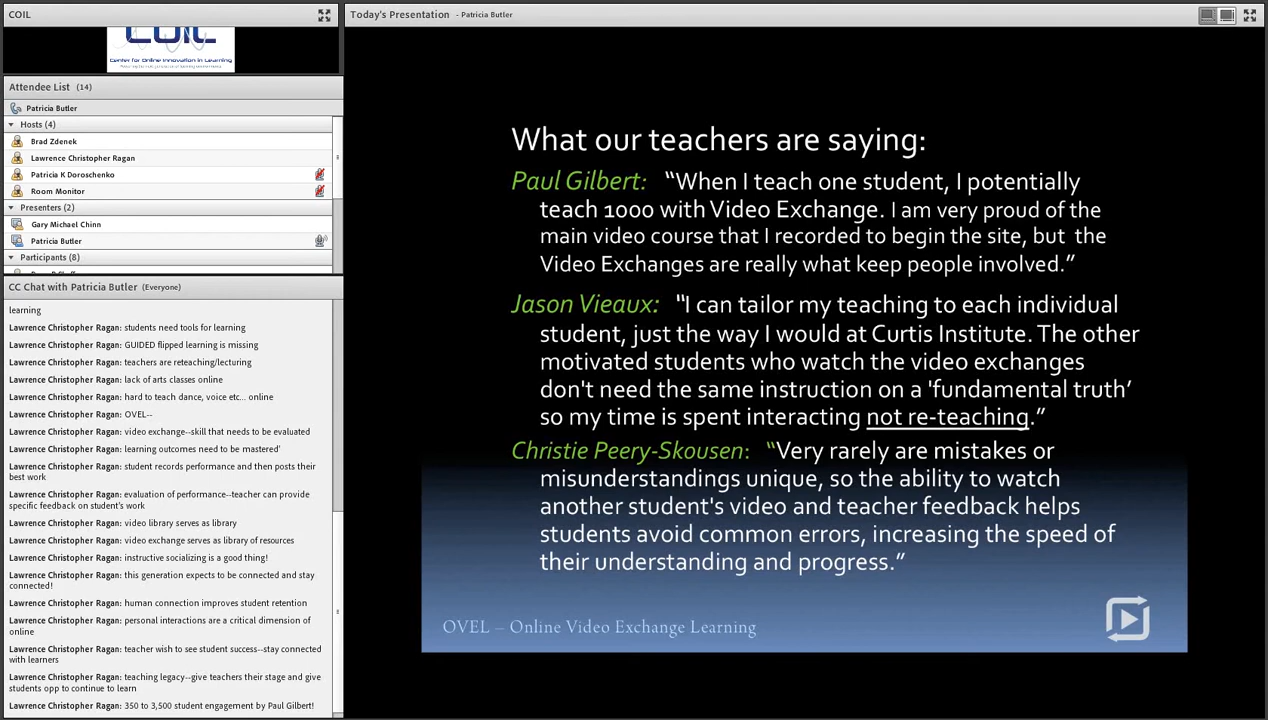 COIL
COIL
Center for Online Innovation in Learning
Attendee List (14)
Patricia Butler
Hosts (4)
Brad Zdenek
Lawrence Christopher Ragan
Patricia K Doroschenko
Room Monitor
Presenters (2)
Gary Michael Chinn
Patricia Butler
Participants (8)
CC Chat with Patricia Butler (Everyone)
learning
Lawrence Christopher Ragan: students need tools for learning
Lawrence Christopher Ragan: GUIDED flipped learning is missing
Lawrence Christopher Ragan: teachers are reteaching/lecturing
Lawrence Christopher Ragan: lack of arts classes online
Lawrence Christopher Ragan: hard to teach dance, voice etc... online
Lawrence Christopher Ragan: OVEL--
Lawrence Christopher Ragan: video exchange--skill that needs to be evaluated
Lawrence Christopher Ragan: learning outcomes need to be mastered'
Lawrence Christopher Ragan: student records performance and then posts their
best work
Lawrence Christopher Ragan: evaluation of performance--teacher can provide
specific feedback on student's work
Lawrence Christopher Ragan: video library serves as library
Lawrence Christopher Ragan: video exchange serves as library of resources
Lawrence Christopher Ragan: instructive socializing is a good thing!
Lawrence Christopher Ragan: this generation expects to be connected and stay
connected!
Lawrence Christopher Ragan: human connection improves student retention
Lawrence Christopher Ragan: personal interactions are a critical dimension of
online
Lawrence Christopher Ragan: teacher wish to see student success--stay connected
with learners
Lawrence Christopher Ragan: teaching legacy--give teachers their stage and give
students opp to continue to learn
Lawrence Christopher Ragan: 350 to 3,500 student engagement by Paul Gilbert!
Today's Presentation - Patricia Butler
What our teachers are saying:
Paul Gilbert: “When I teach one student, I potentially
teach 1000 with Video Exchange. I am very proud of the
main video course that I recorded to begin the site, but the
Video Exchanges are really what keep people involved.”
Jason Vieaux: “I can tailor my teaching to each individual
student, just the way I would at Curtis Institute. The other
motivated students who watch the video exchanges
don't need the same instruction on a 'fundamental truth’
so my time is spent interacting not re-teaching.”
Christie Peery-Skousen: “Very rarely are mistakes or
misunderstandings unique, so the ability to watch
another student's video and teacher feedback helps
students avoid common errors, increasing the speed of
their understanding and progress.”
OVEL – Online Video Exchange Learning